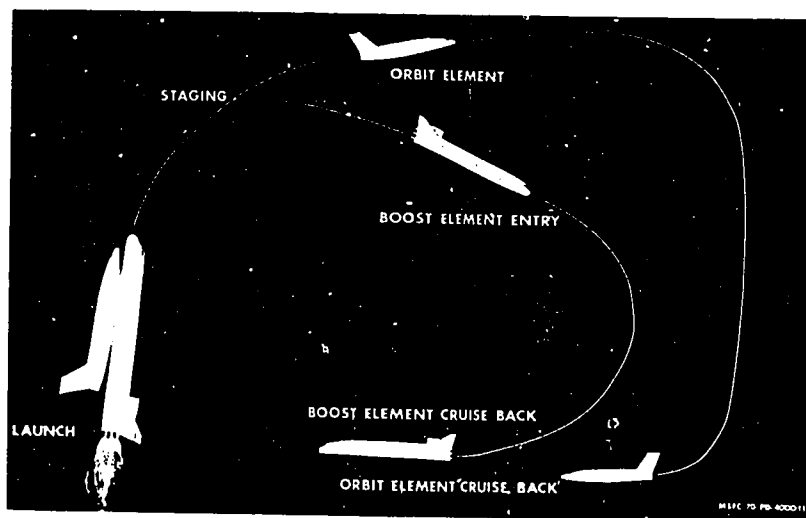 ORBIT ELEMENT
STAGING
BOOST ELEMENT ENTRY
BOOST ELEMENT CRUISE BACK
LAUNCH
ORBIT ELEMENT CRUISE BACK